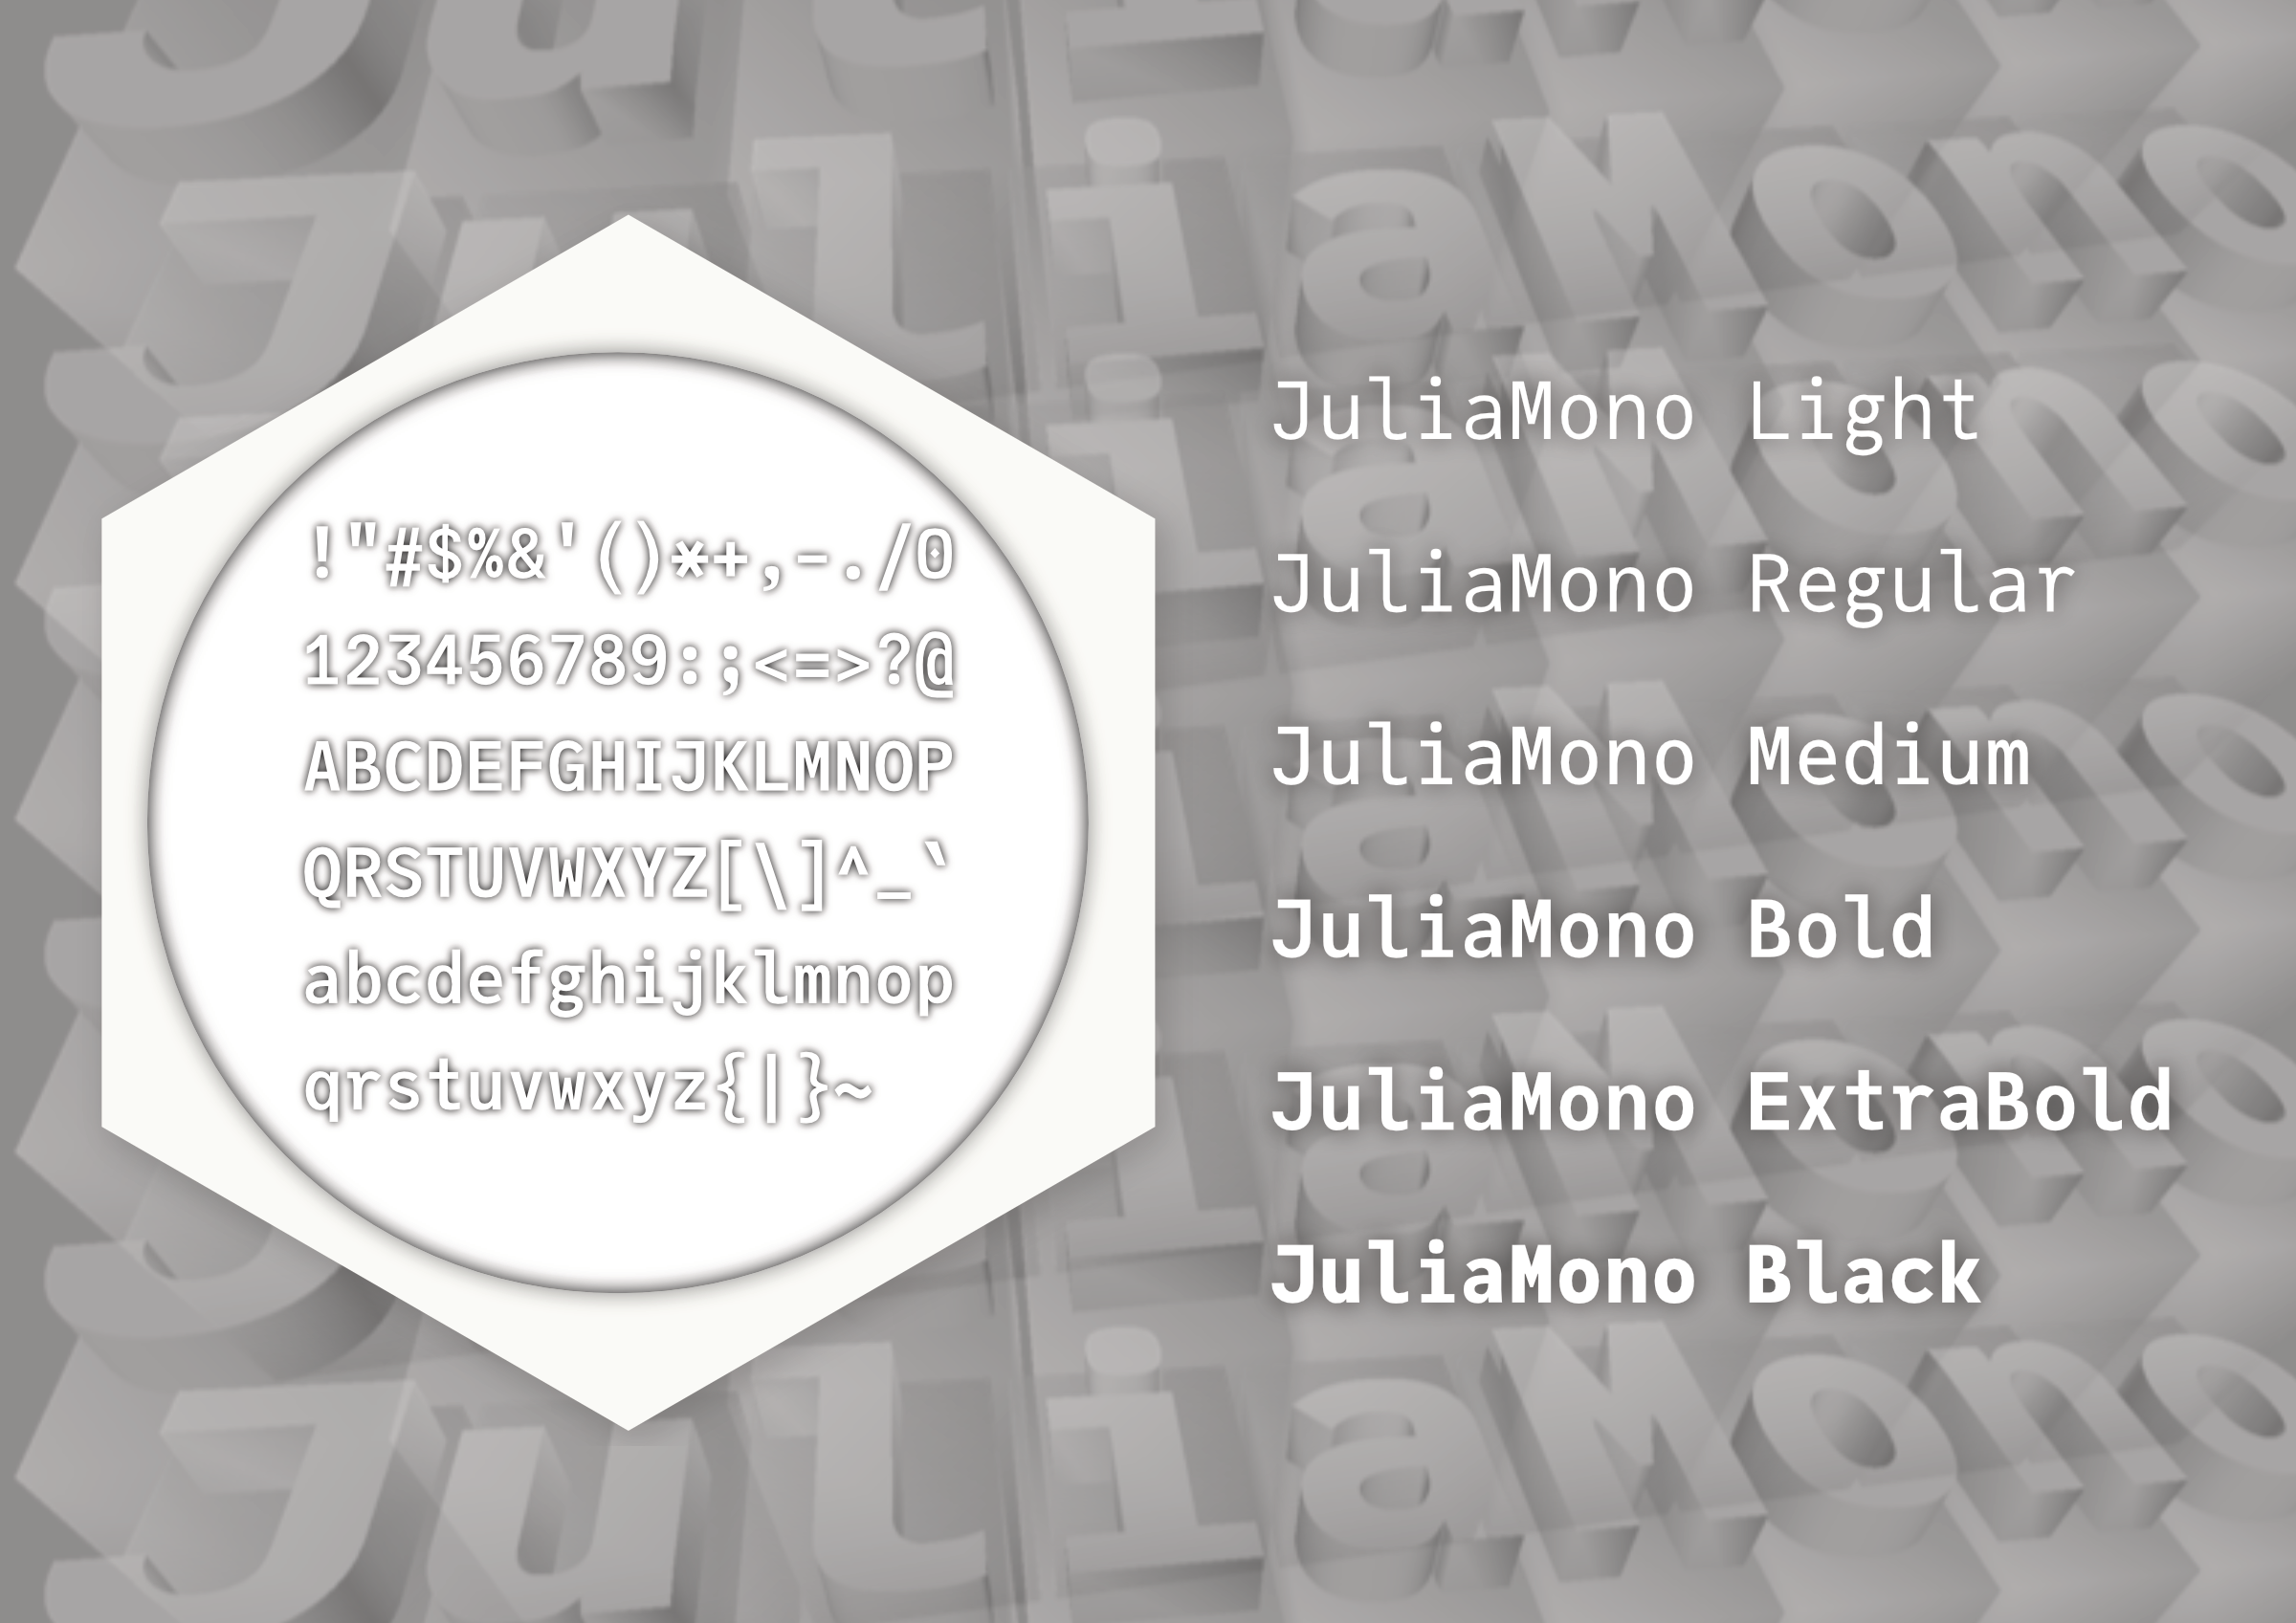 !"#$%&'()*+,-./0
123456789:;<=>?@
ABCDEFGHIJKLMNOP
QRSTUVWXYZ[\]^_`
abcdefghijklmnop
qrstuvwxyz{|}~
JuliaMono Light
JuliaMono Regular
JuliaMono Medium
JuliaMono Bold
JuliaMono ExtraBold
JuliaMono Black